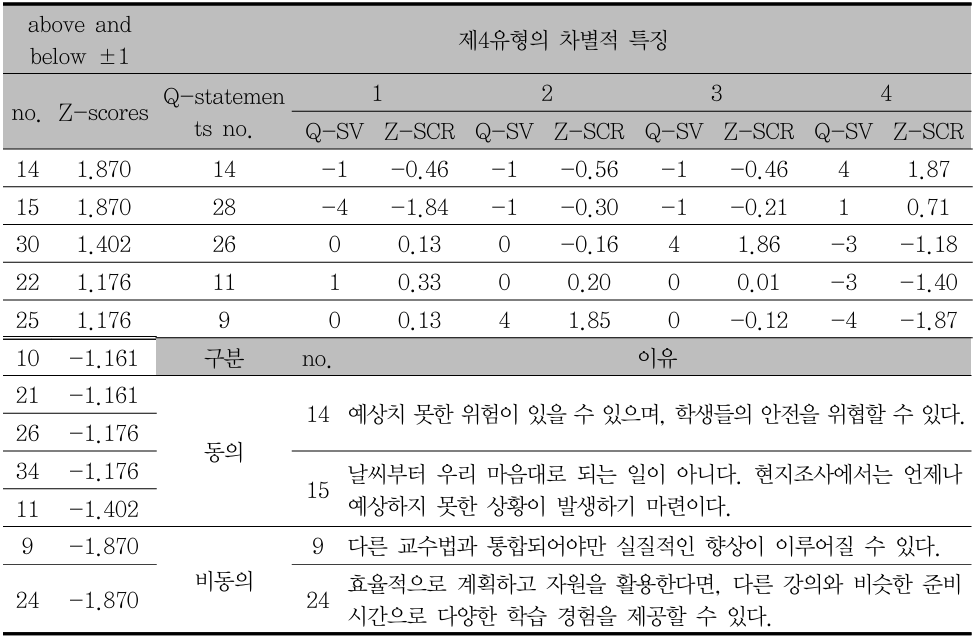 above and
below ±1
제4유형의 차별적 특징
no. Z-scores Q-statemen
ts no. 1 2 3 4
Q-SV Z-SCR Q-SV Z-SCR Q-SV Z-SCR Q-SV Z-SCR
14 1.870 14 -1 -0.46 -1 -0.56 -1 -0.46 4 1.87
15 1.870 28 -4 -1.84 -1 -0.30 -1 -0.21 1 0.71
30 1.402 26 0 0.13 0 -0.16 4 1.86 -3 -1.18
22 1.176 11 1 0.33 0 0.20 0 0.01 -3 -1.40
25 1.176 9 0 0.13 4 1.85 0 -0.12 -4 -1.87
10 -1.161 구분 no. 이유
21 -1.161
26 -1.176
34 -1.176
11 -1.402
동의
14 예상치 못한 위험이 있을 수 있으며, 학생들의 안전을 위협할 수 있다.
15 날씨부터 우리 마음대로 되는 일이 아니다. 현지조사에서는 언제나
예상하지 못한 상황이 발생하기 마련이다.
9 -1.870
24 -1.870
비동의
9 다른 교수법과 통합되어야만 실질적인 향상이 이루어질 수 있다.
24 효율적으로 계획하고 자원을 활용한다면, 다른 강의와 비슷한 준비
시간으로 다양한 학습 경험을 제공할 수 있다.